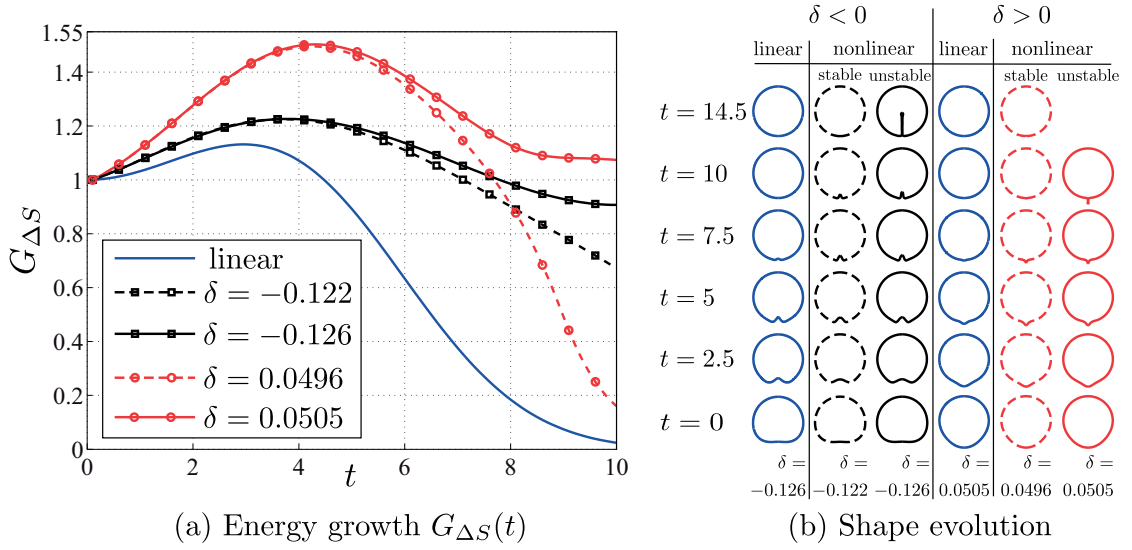 1.55
1.4
1.2
1
0.8
0.6
0.4
0.2
0
G_{ΔS}
linear
δ = −0.122
δ = −0.126
δ = 0.0496
δ = 0.0505
0 2 4 6 8 10
t
(a) Energy growth G_{ΔS}(t)
δ < 0 δ > 0
linear nonlinear linear nonlinear
stable unstable stable unstable
t = 14.5
t = 10
t = 7.5
t = 5
t = 2.5
t = 0
δ = δ = δ = δ = δ = δ =
−0.126 −0.122 −0.126 0.0505 0.0496 0.0505
(b) Shape evolution